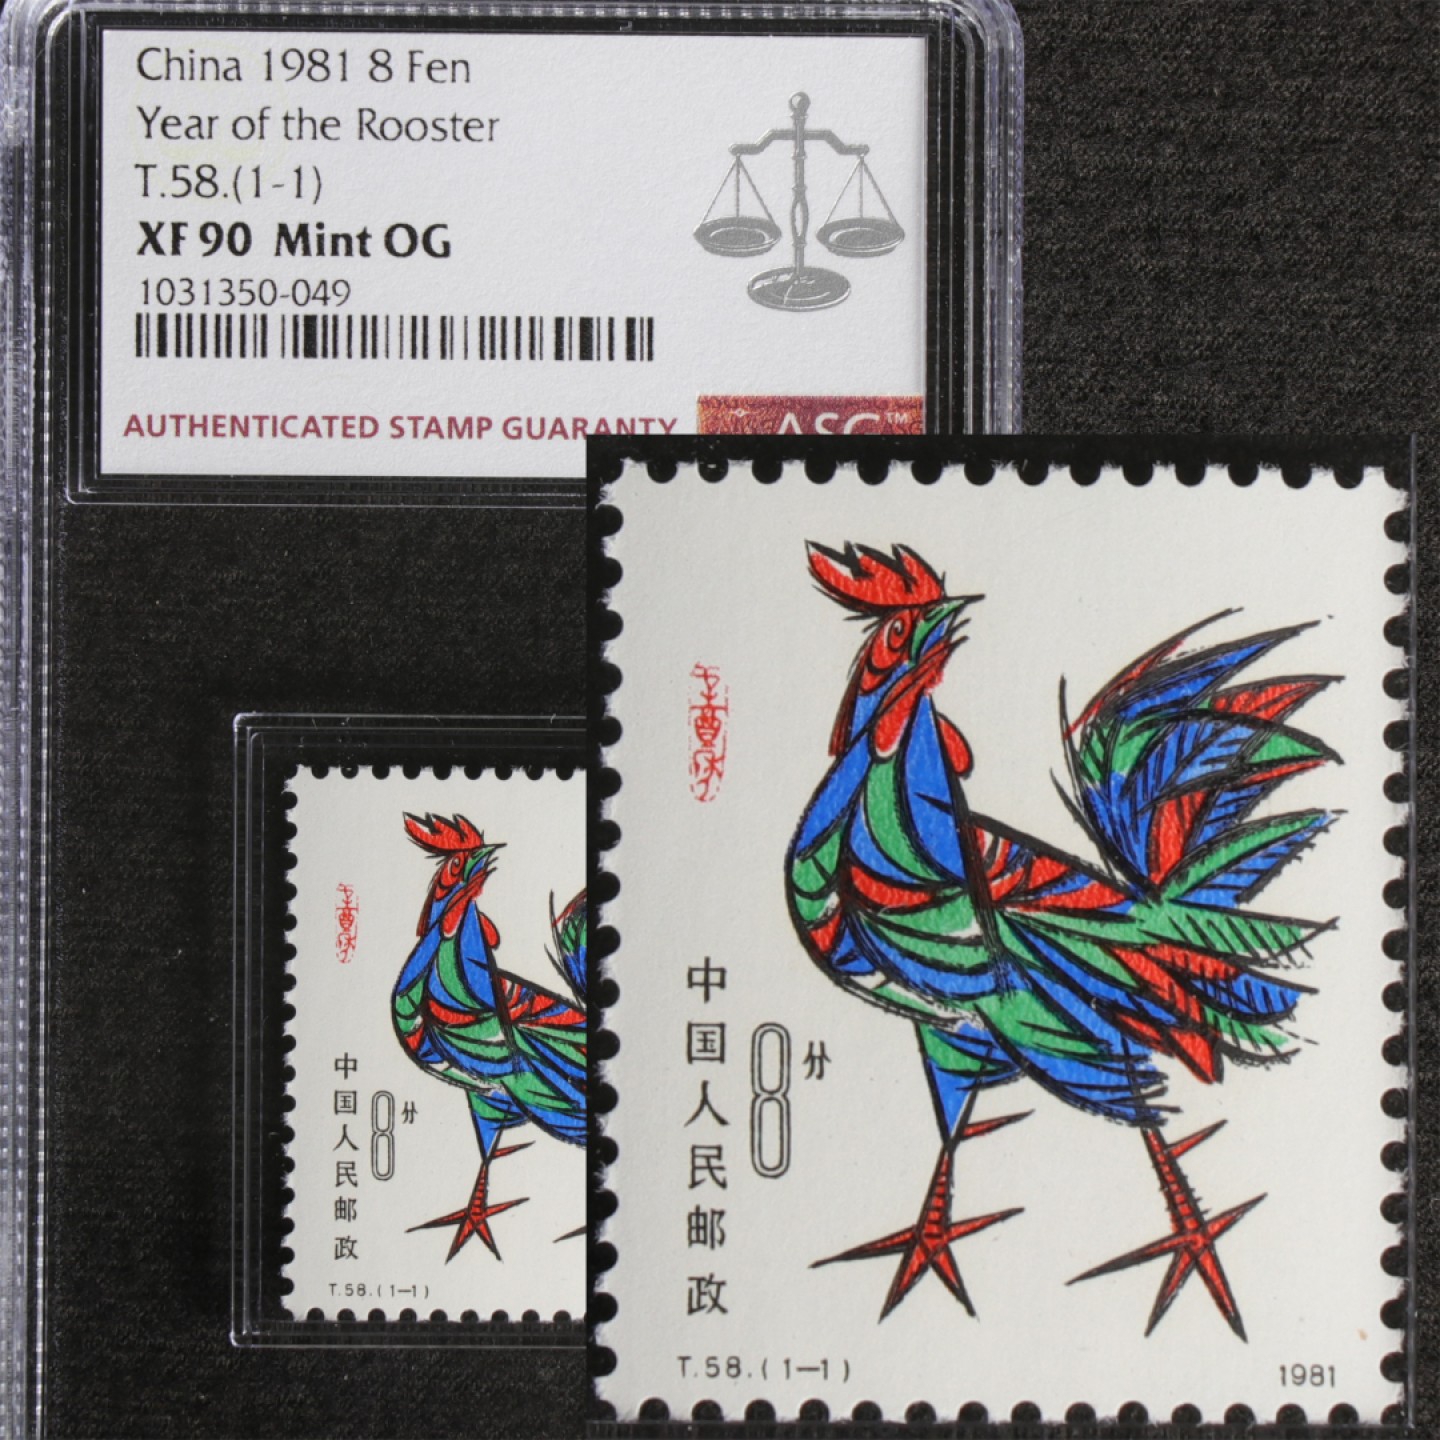 China 1981 8 Fen
Year of the Rooster
T.58.(1-1)
XF 90 Mint OG
1031350-049
AUTHENTICATED STAMP GUARANTY
ASG™
中国人民邮政
8分
T.58.(1—1)
中国人民邮政
8分
T.58.(1—1)
1981